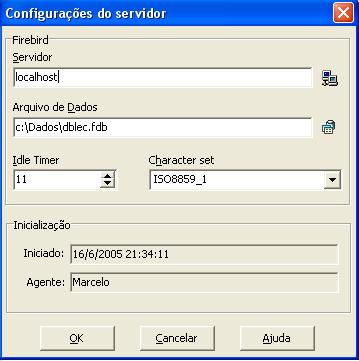 Configurações do servidor
Firebird
Servidor
localhost
Arquivo de Dados
c:\Dados\dblec.fdb
Idle Timer
Character set
11
ISO8859_1
Inicialização
Iniciado: 16/6/2005 21:34:11
Agente: Marcelo
OK Cancelar Ajuda